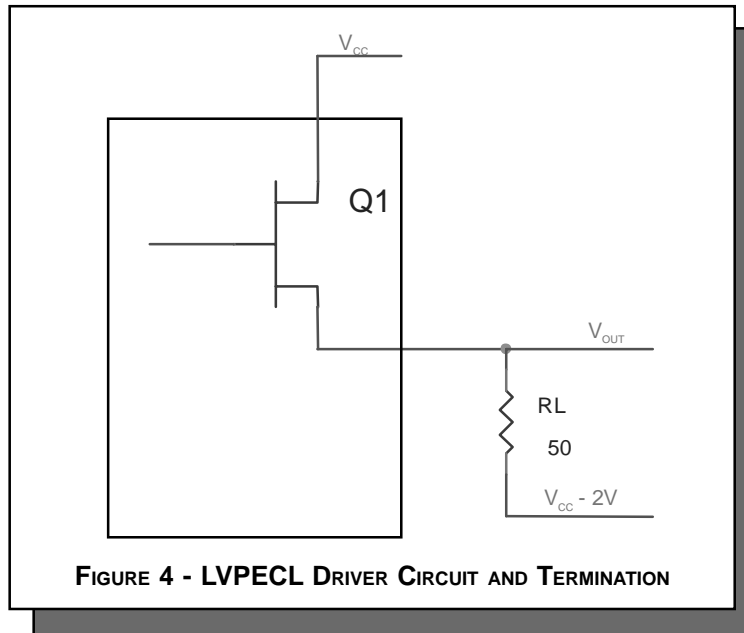 VCC
Q1
VOUT
RL
50
VCC - 2V
FIGURE 4 - LVPECL DRIVER CIRCUIT AND TERMINATION